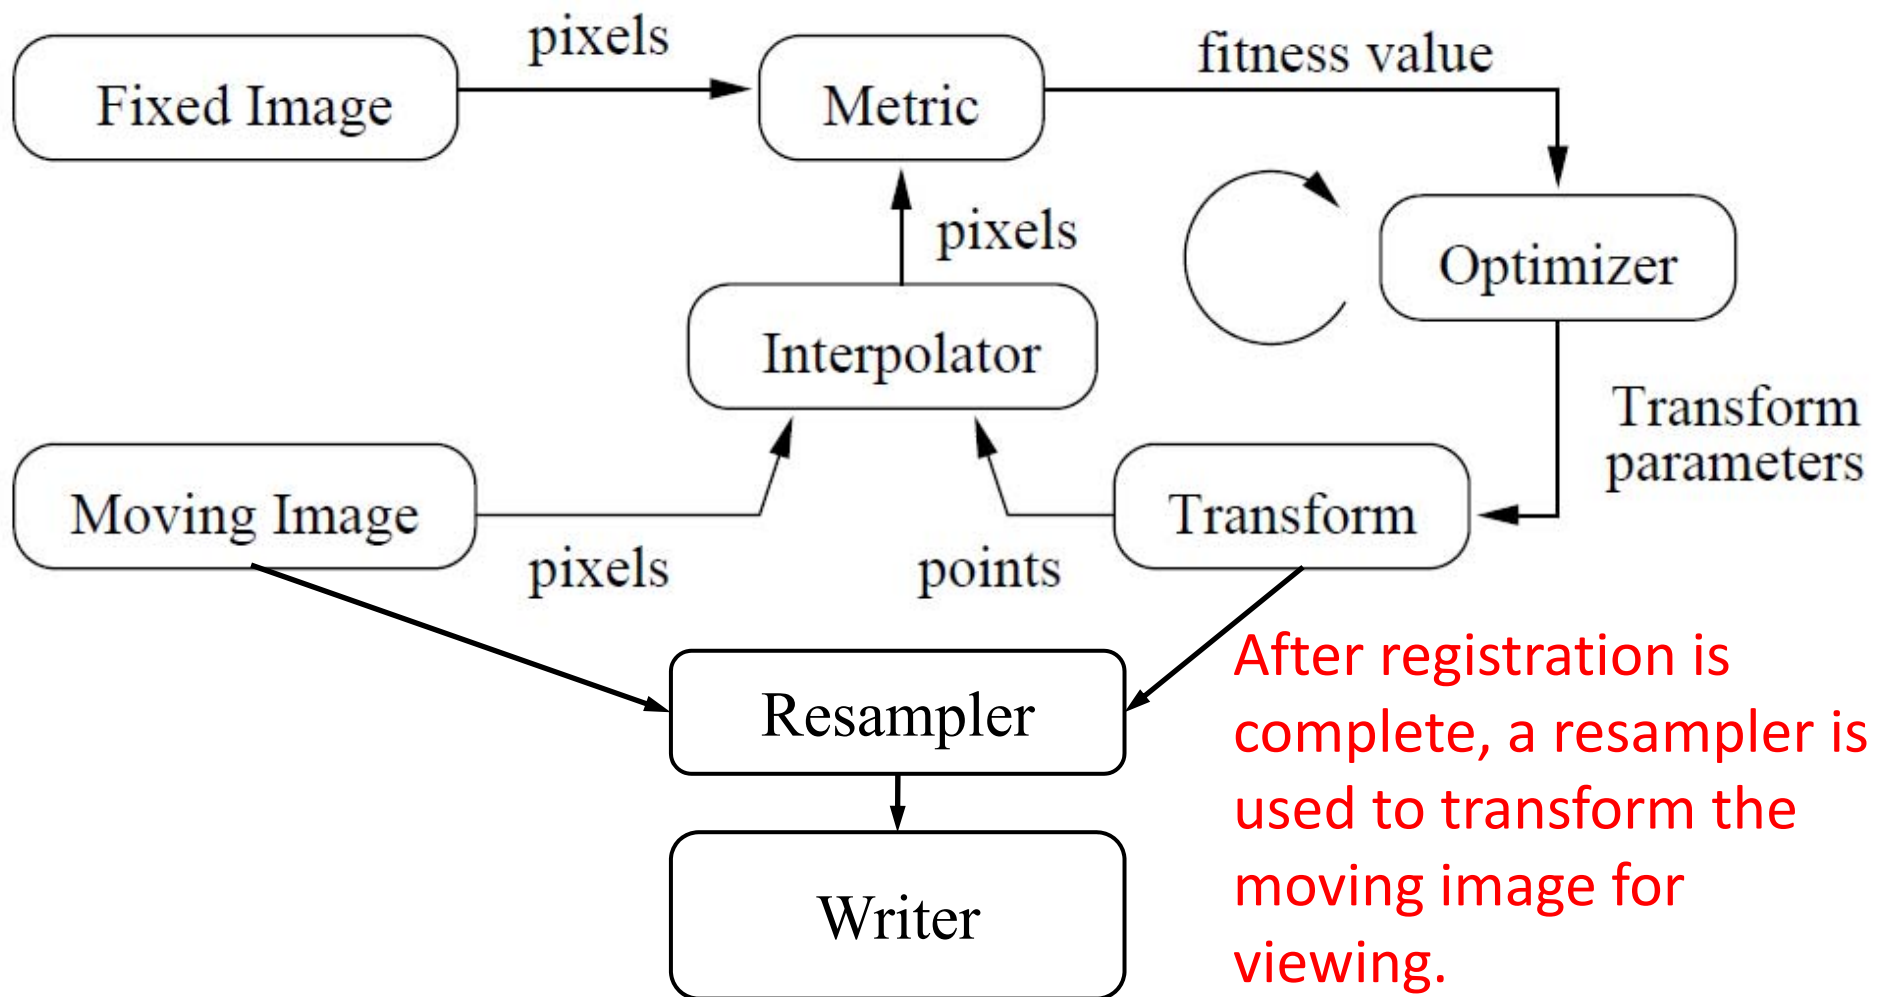 pixels
fitness value
Fixed Image
Metric
pixels
Optimizer
Interpolator
Transform
parameters
Moving Image
Transform
pixels
points
After registration is
complete, a resampler is
used to transform the
moving image for
viewing.
Resampler
Writer